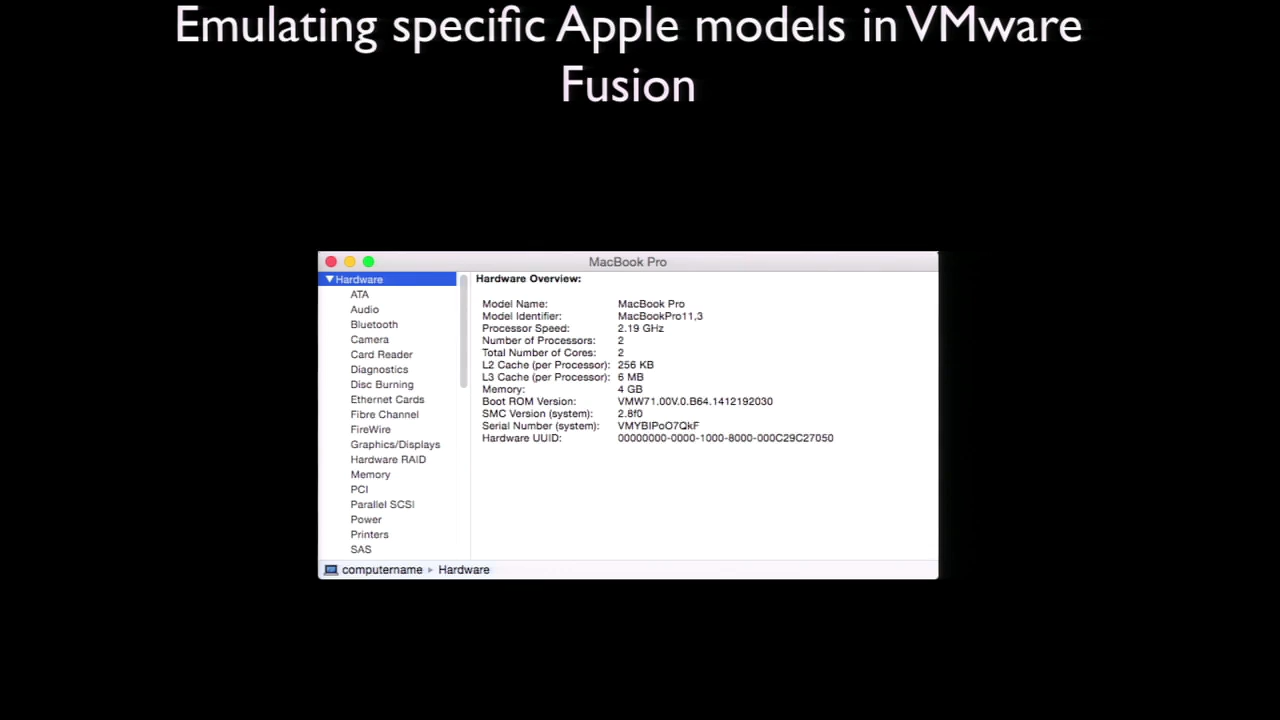 Emulating specific Apple models in VMware
Fusion
MacBook Pro
Hardware
ATA
Audio
Bluetooth
Camera
Card Reader
Diagnostics
Disc Burning
Ethernet Cards
Fibre Channel
FireWire
Graphics/Displays
Hardware RAID
Memory
PCI
Parallel SCSI
Power
Printers
SAS
Hardware Overview:
Model Name: MacBook Pro
Model Identifier: MacBookPro11,3
Processor Speed: 2.19 GHz
Number of Processors: 2
Total Number of Cores: 2
L2 Cache (per Processor): 256 KB
L3 Cache (per Processor): 6 MB
Memory: 4 GB
Boot ROM Version: VMW71.00V.0.B64.1412192030
SMC Version (system): 2.8f0
Serial Number (system): VMYBIPoO7QkF
Hardware UUID: 00000000-0000-1000-8000-000C29C27050
computername ▸ Hardware